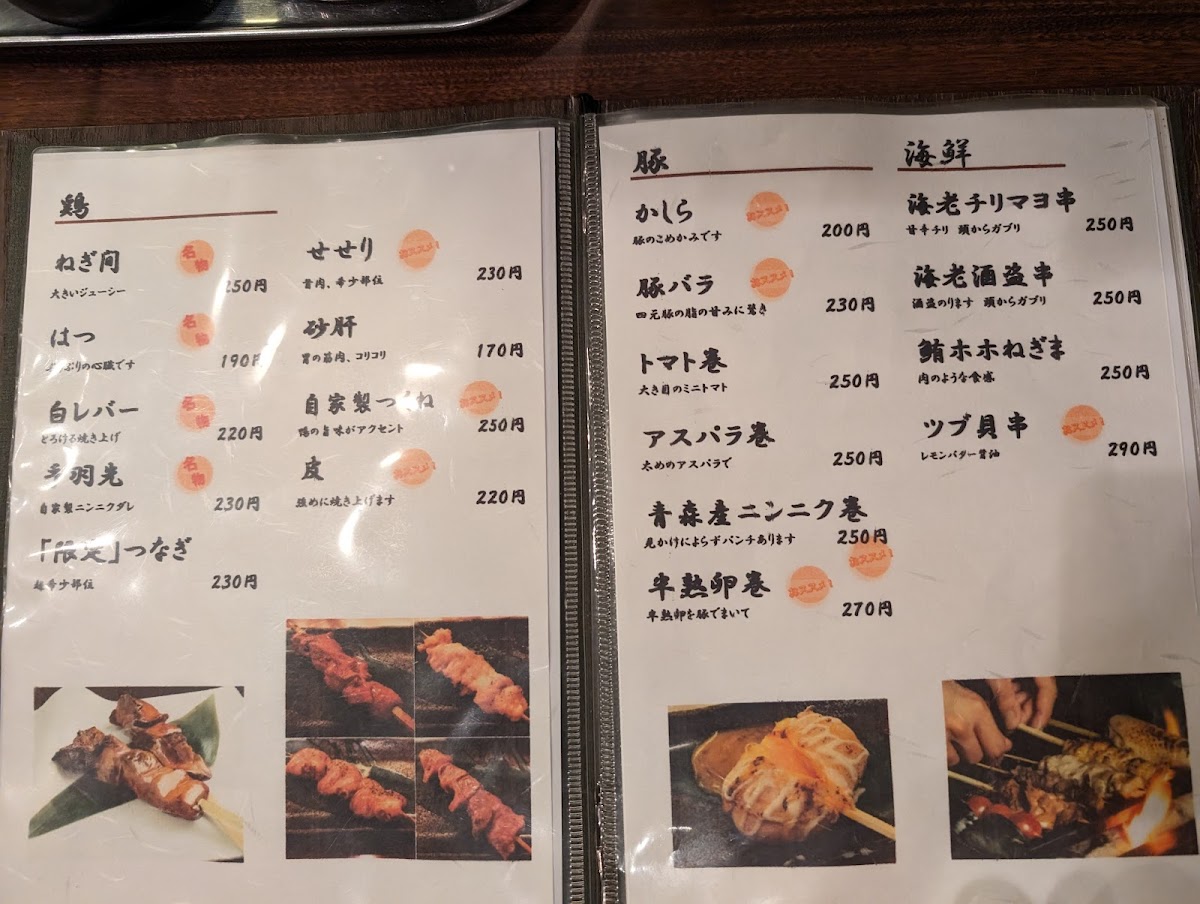 鶏
ねぎ間
名物
大きいジューシー
250円
はつ
名物
ぷりの心臓です
190円
白レバー
名物
とろける焼き上げ
220円
手羽先
名物
自家製ニンニクダレ
230円
「限定」つなぎ
超希少部位
230円
せせり
おススメ!
首肉、希少部位
230円
砂肝
胃の筋肉、コリコリ
170円
自家製つくね
おススメ!
鶏の旨味がアクセント
250円
皮
おススメ!
強めに焼き上げます
220円
豚
かしら
おススメ!
豚のこめかみです
200円
豚バラ
おススメ!
四元豚の脂の甘みに驚き
230円
トマト巻
大き目のミニトマト
250円
アスパラ巻
太めのアスパラで
250円
青森産ニンニク巻
見かけによらずパンチあります
250円
おススメ!
半熟卵巻
おススメ!
半熟卵を豚でまいて
270円
海鮮
海老チリマヨ串
甘辛チリ 頭からガブリ
250円
海老酒盗串
酒盗のります 頭からガブリ
250円
鮪ホホねぎま
肉のような食感
250円
ツブ貝串
おススメ!
レモンバター醤油
290円